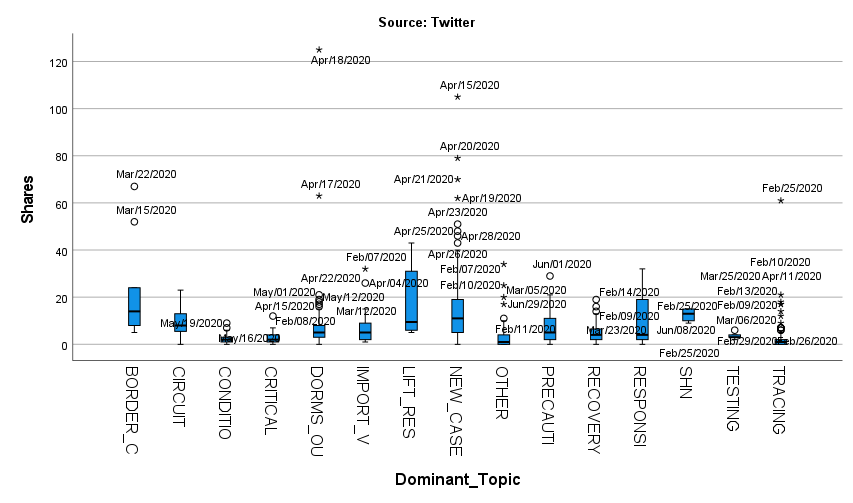 Source: Twitter
Shares
120
100
80
60
40
20
0
Apr/18/2020
Apr/15/2020
Apr/20/2020
Apr/21/2020
Apr/19/2020
Apr/23/2020
Apr/25/2020
Apr/28/2020
Apr/26/2020
Mar/22/2020
Mar/15/2020
Apr/17/2020
Feb/25/2020
Feb/07/2020
Apr/04/2020
Apr/22/2020
May/01/2020
May/12/2020
Apr/15/2020
Mar/12/2020
Feb/08/2020
May/19/2020
May/16/2020
Feb/07/2020
Feb/10/2020
Jun/01/2020
Mar/05/2020
Jun/29/2020
Feb/11/2020
Feb/14/2020
Feb/09/2020
Mar/23/2020
Feb/25/2020
Jun/08/2020
Feb/25/2020
Feb/10/2020
Mar/25/2020
Apr/11/2020
Feb/13/2020
Feb/09/2020
Mar/06/2020
Feb/29/2020
Feb/26/2020
BORDER_C
CIRCUIT
CONDITIO
CRITICAL
DORMS_OU
IMPORT_V
LIFT_RES
NEW_CASE
OTHER
PRECAUTI
RECOVERY
RESPONSI
SHN
TESTING
TRACING
Dominant_Topic